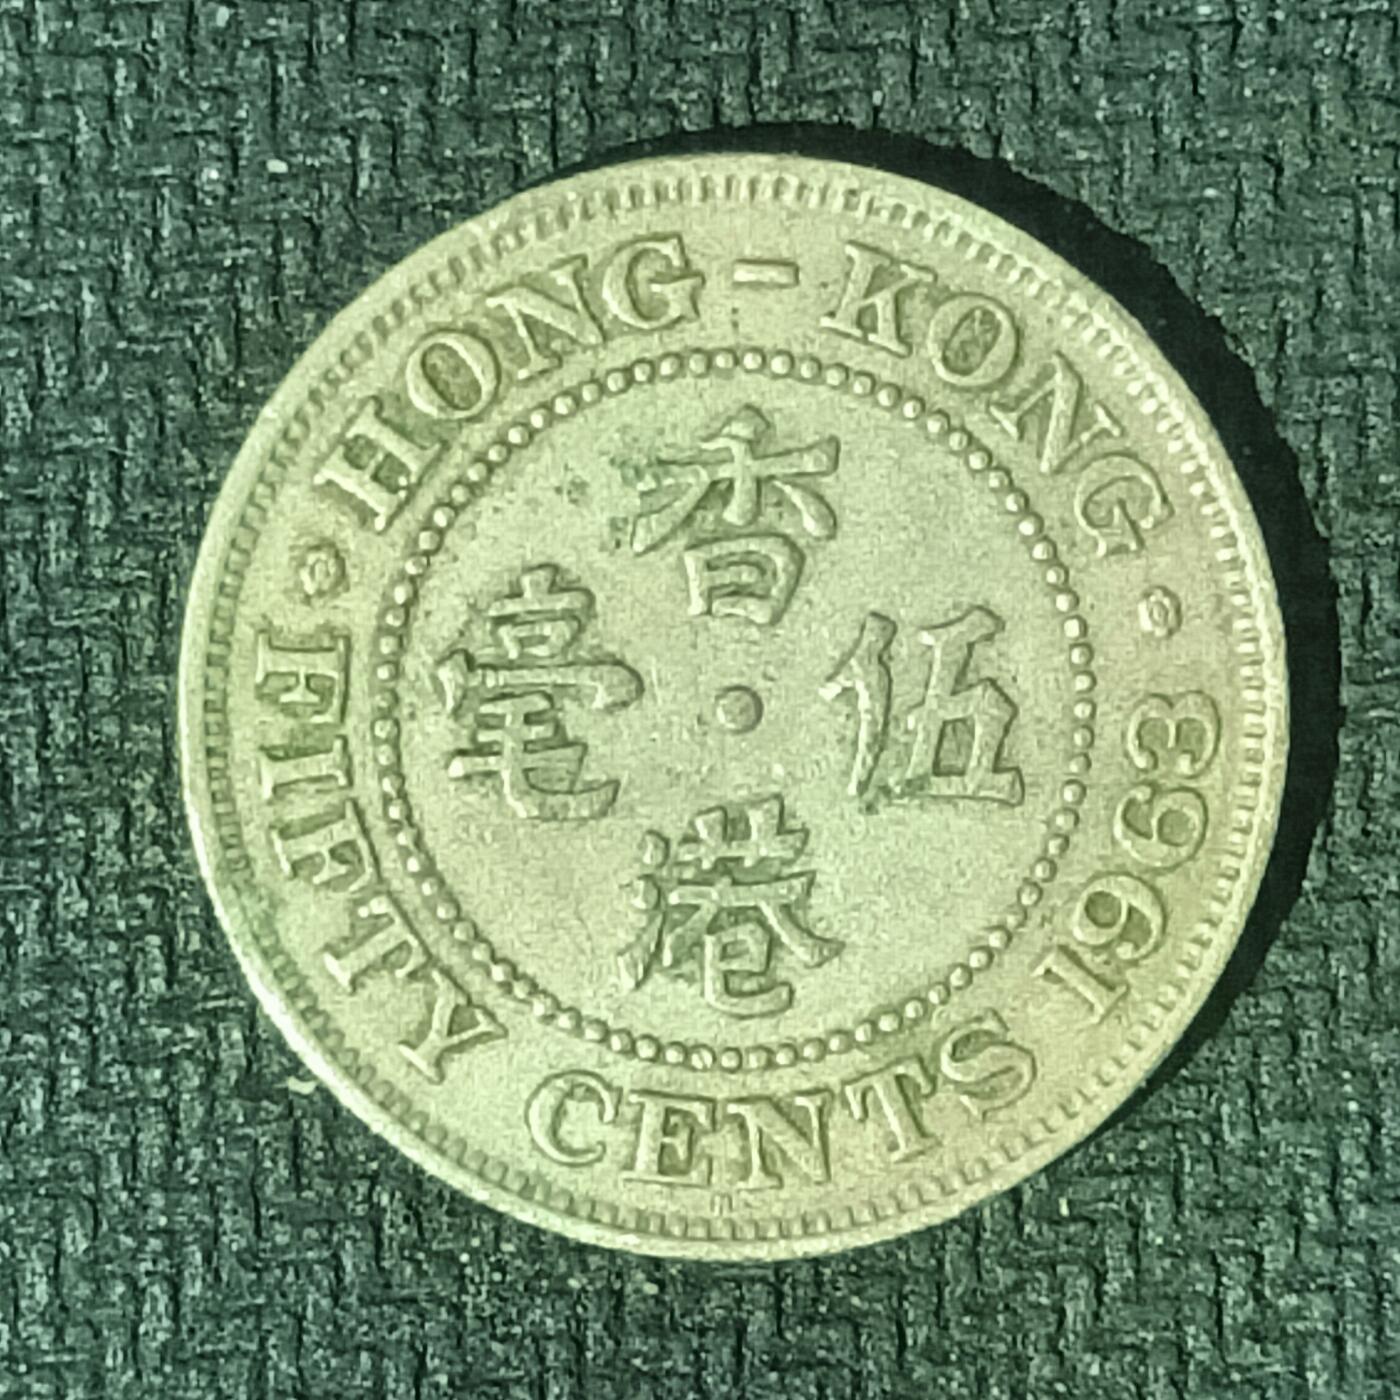 HONG-KONG
FIFTY CENTS 1963
香港
伍毫
H